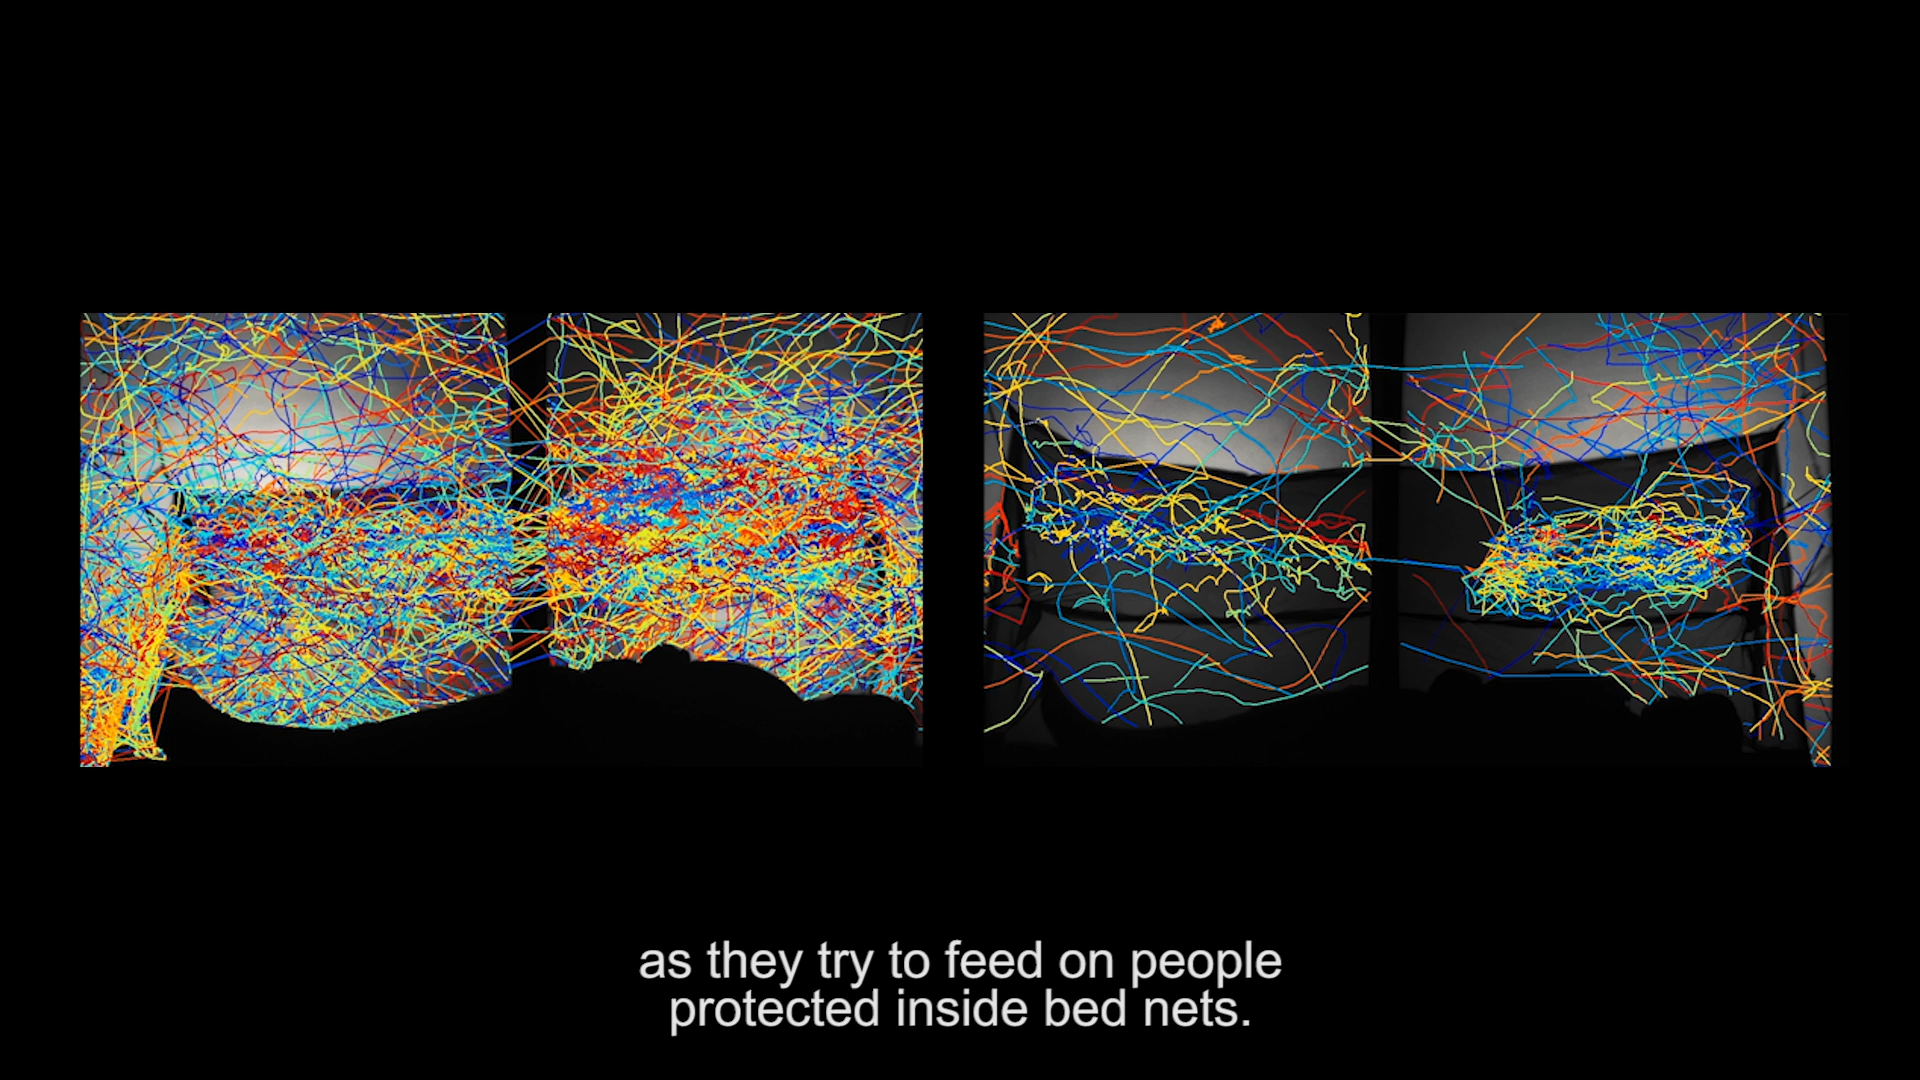 as they try to feed on people
protected inside bed nets.